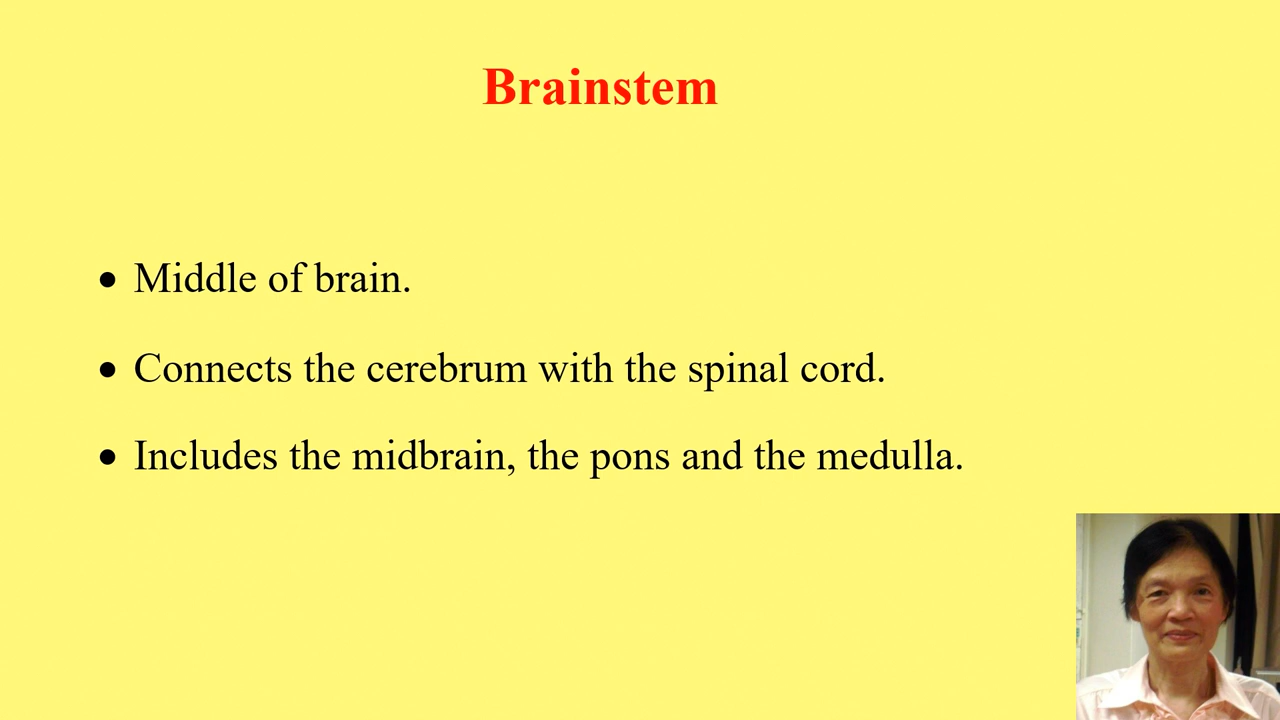 Brainstem
• Middle of brain.
• Connects the cerebrum with the spinal cord.
• Includes the midbrain, the pons and the medulla.